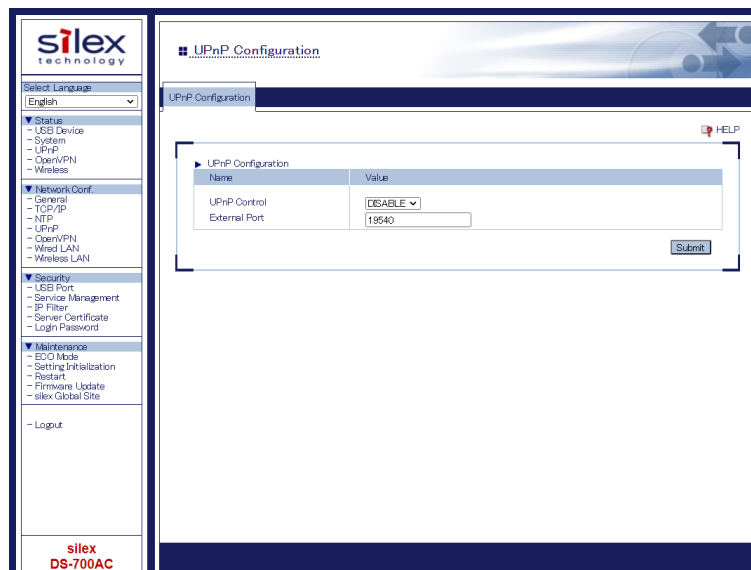 silex
technology
Select Language
English
▼ Status
- USB Device
- System
- UPnP
- OpenVPN
- Wireless
▼ Network Conf.
- General
- TCP/IP
- NTP
- UPnP
- OpenVPN
- Wired LAN
- Wireless LAN
▼ Security
- USB Port
- Service Management
- IP Filter
- Server Certificate
- Login Password
▼ Maintenance
- ECO Mode
- Setting Initialization
- Restart
- Firmware Update
- silex Global Site
- Logout
silex
DS-700AC
UPnP Configuration
UPnP Configuration
HELP
UPnP Configuration
Name Value
UPnP Control DISABLE
External Port 19540
Submit